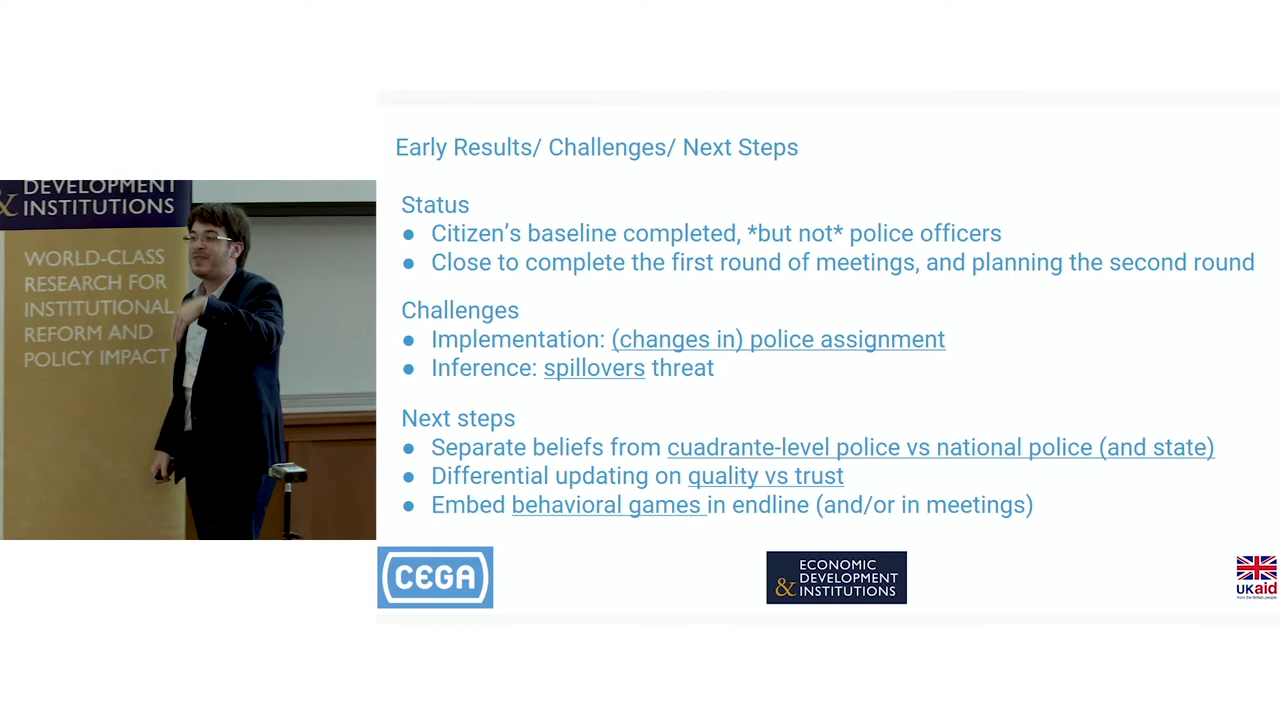 DEVELOPMENT
& INSTITUTIONS
WORLD-CLASS
RESEARCH FOR
INSTITUTIONAL
REFORM AND
POLICY IMPACT
Early Results/ Challenges/ Next Steps
Status
● Citizen’s baseline completed, *but not* police officers
● Close to complete the first round of meetings, and planning the second round
Challenges
● Implementation: (changes in) police assignment
● Inference: spillovers threat
Next steps
● Separate beliefs from cuadrante-level police vs national police (and state)
● Differential updating on quality vs trust
● Embed behavioral games in endline (and/or in meetings)
CEGA
ECONOMIC
DEVELOPMENT
& INSTITUTIONS
UKaid
from the British people